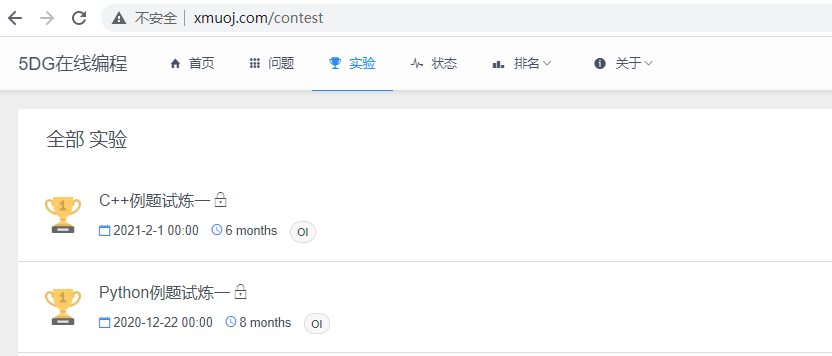 不安全 | xmuoj.com/contest
5DG在线编程 首页 问题 实验 状态 排名 关于
全部 实验
C++例题试炼一
2021-2-1 00:00 6 months OI
Python例题试炼一
2020-12-22 00:00 8 months OI